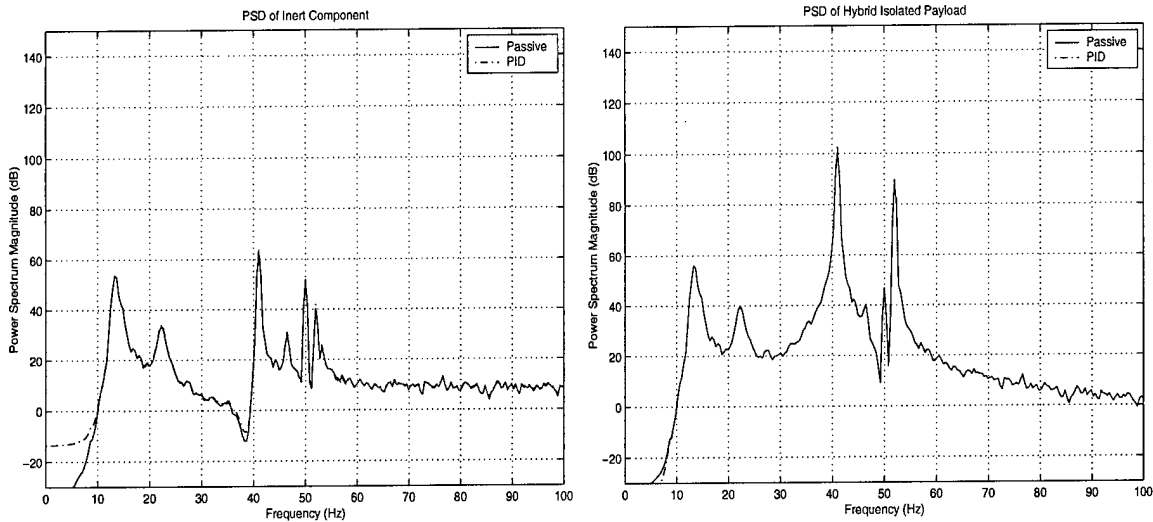 PSD of Inert Component
Passive
PID
Power Spectrum Magnitude (dB)
140
120
100
80
60
40
20
0
−20
0 10 20 30 40 50 60 70 80 90 100
Frequency (Hz)
PSD of Hybrid Isolated Payload
Passive
PID
Power Spectrum Magnitude (dB)
140
120
100
80
60
40
20
0
−20
0 10 20 30 40 50 60 70 80 90 100
Frequency (Hz)